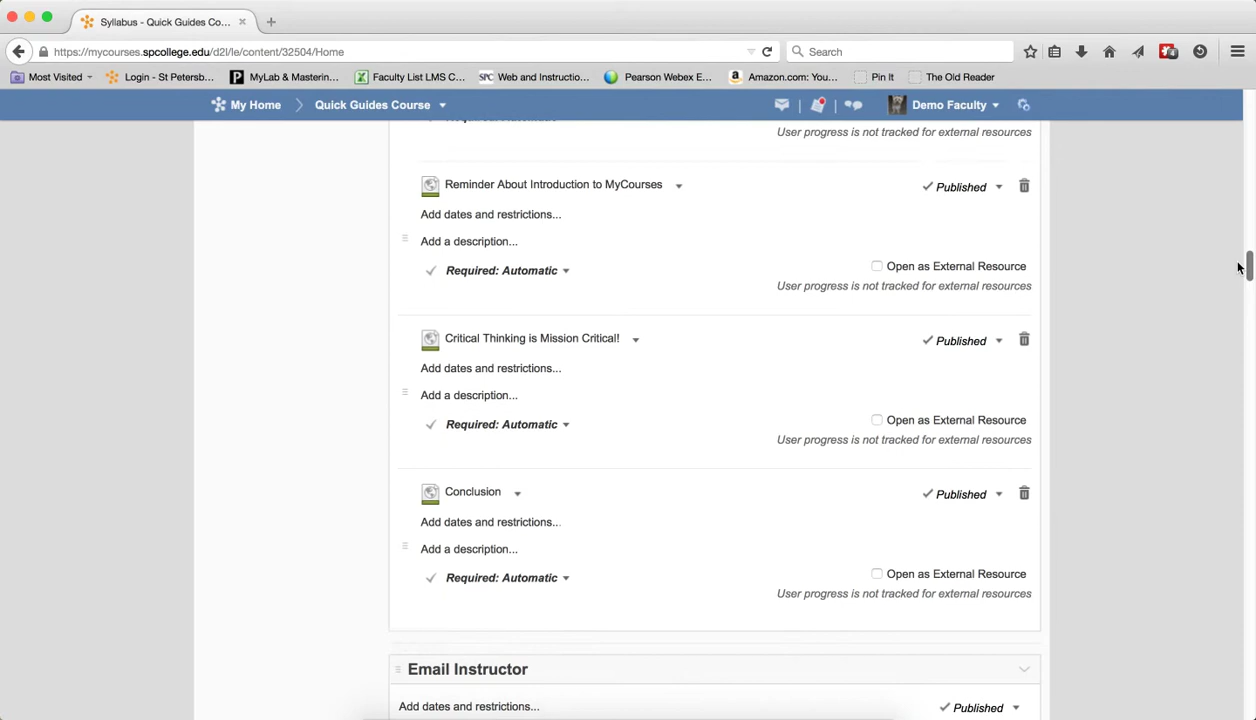 Syllabus - Quick Guides Co...
https://mycourses.spcollege.edu/d2l/le/content/32504/Home
Search
Most Visited
Login - St Petersb...
MyLab & Masterin...
Faculty List LMS C...
SPC Web and Instructio...
Pearson Webex E...
Amazon.com: You...
Pin It
The Old Reader
My Home
Quick Guides Course
Demo Faculty
User progress is not tracked for external resources
Reminder About Introduction to MyCourses
Published
Add dates and restrictions...
Add a description...
Required: Automatic
Open as External Resource
User progress is not tracked for external resources
Critical Thinking is Mission Critical!
Published
Add dates and restrictions...
Add a description...
Required: Automatic
Open as External Resource
User progress is not tracked for external resources
Conclusion
Published
Add dates and restrictions...
Add a description...
Required: Automatic
Open as External Resource
User progress is not tracked for external resources
Email Instructor
Add dates and restrictions...
Published